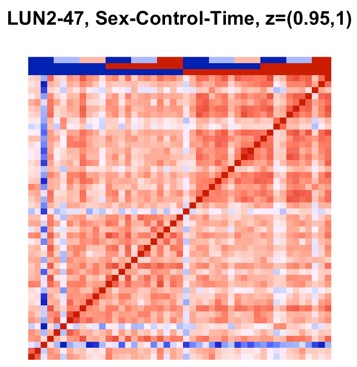 LUN2-47, Sex-Control-Time, z=(0.95,1)